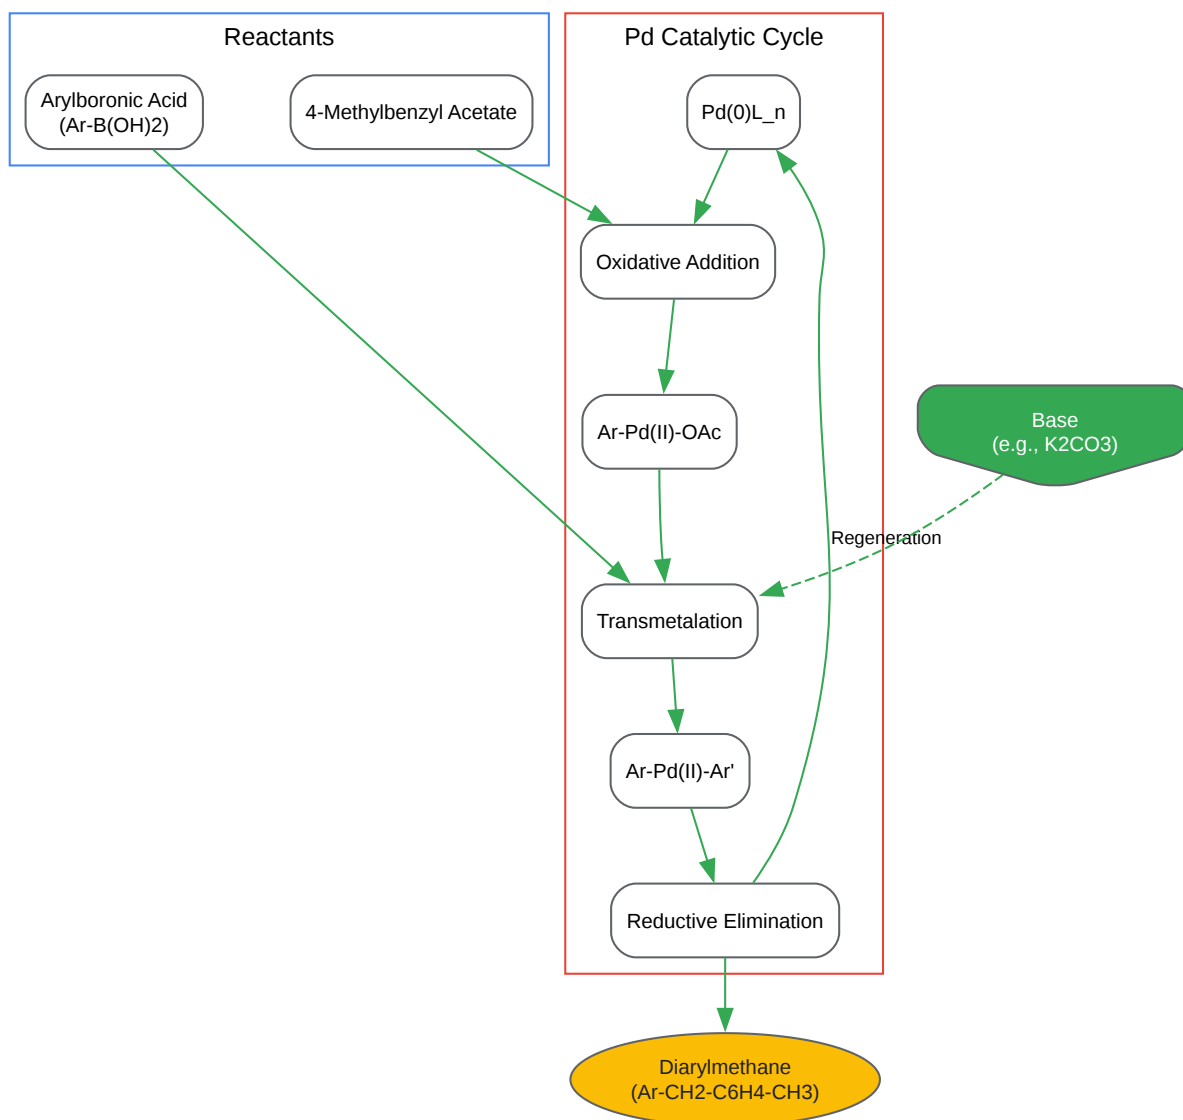 Reactants
Pd Catalytic Cycle
Arylboronic Acid
(Ar-B(OH)2)
4-Methylbenzyl Acetate
Pd(0)L_n
Oxidative Addition
Ar-Pd(II)-OAc
Base
(e.g., K2CO3)
Regeneration
Transmetalation
Ar-Pd(II)-Ar'
Reductive Elimination
Diarylmethane
(Ar-CH2-C6H4-CH3)